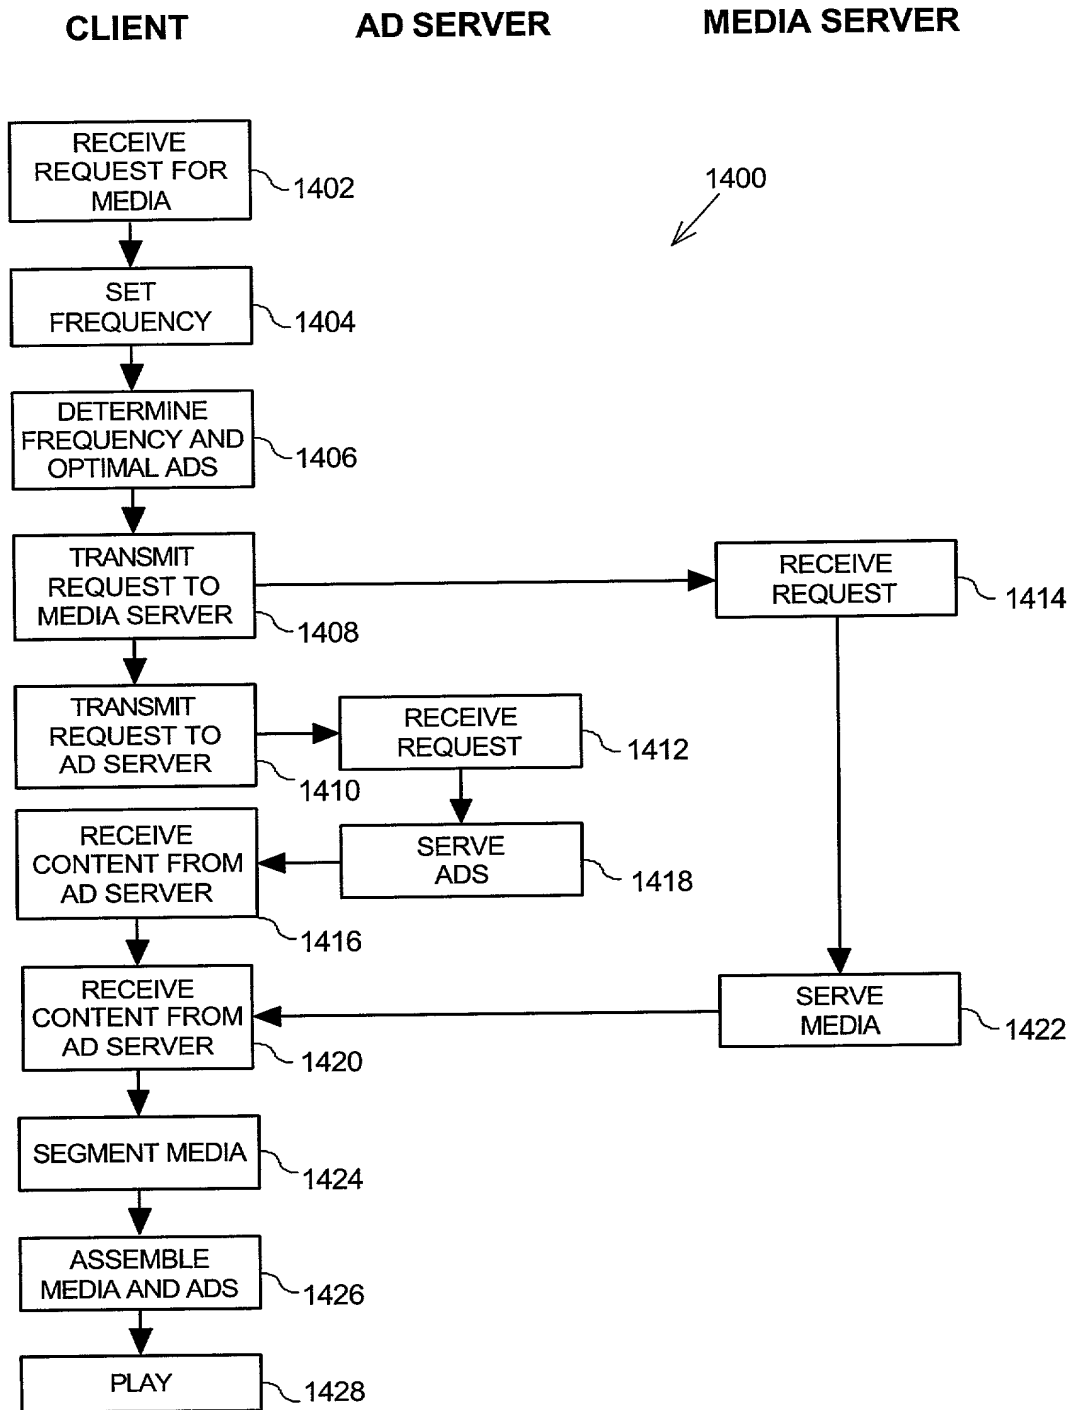 CLIENT
AD SERVER
MEDIA SERVER
RECEIVE
REQUEST FOR
MEDIA
1402
1400
SET
FREQUENCY
1404
DETERMINE
FREQUENCY AND
OPTIMAL ADS
1406
TRANSMIT
REQUEST TO
MEDIA SERVER
1408
RECEIVE
REQUEST
1414
TRANSMIT
REQUEST TO
AD SERVER
1410
RECEIVE
REQUEST
1412
RECEIVE
CONTENT FROM
AD SERVER
1416
SERVE
ADS
1418
RECEIVE
CONTENT FROM
AD SERVER
1420
SERVE
MEDIA
1422
SEGMENT MEDIA
1424
ASSEMBLE
MEDIA AND ADS
1426
PLAY
1428